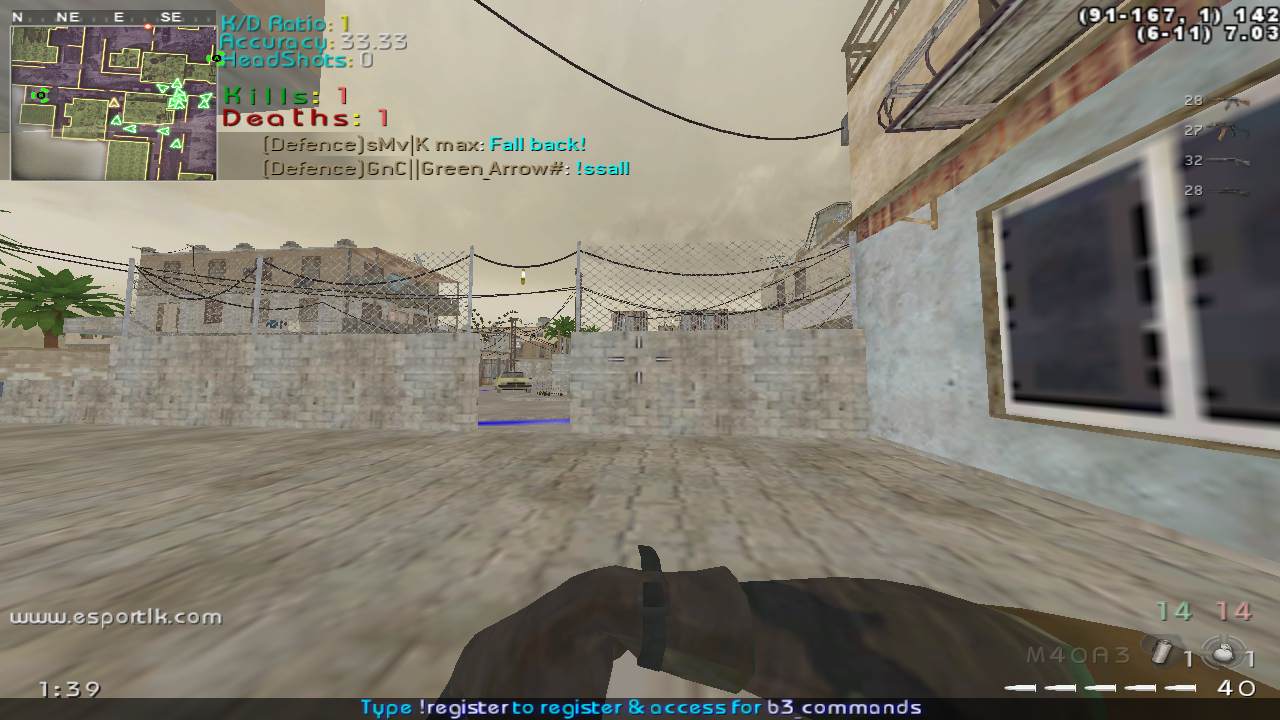 N NE E SE
K/D Ratio: 1
Accuracy: 33.33
HeadShots: 0
Kills: 1
Deaths: 1
[Defence]sMv|K max: Fall back!
[Defence]GnC||Green_Arrow#: !ssall
(91-167, 1) 142
(6-11) 7.03
28
27
32
28
www.esportlk.com
14 14
M40A3 1 1
1:39
40
Type !register to register & access for b3_commands